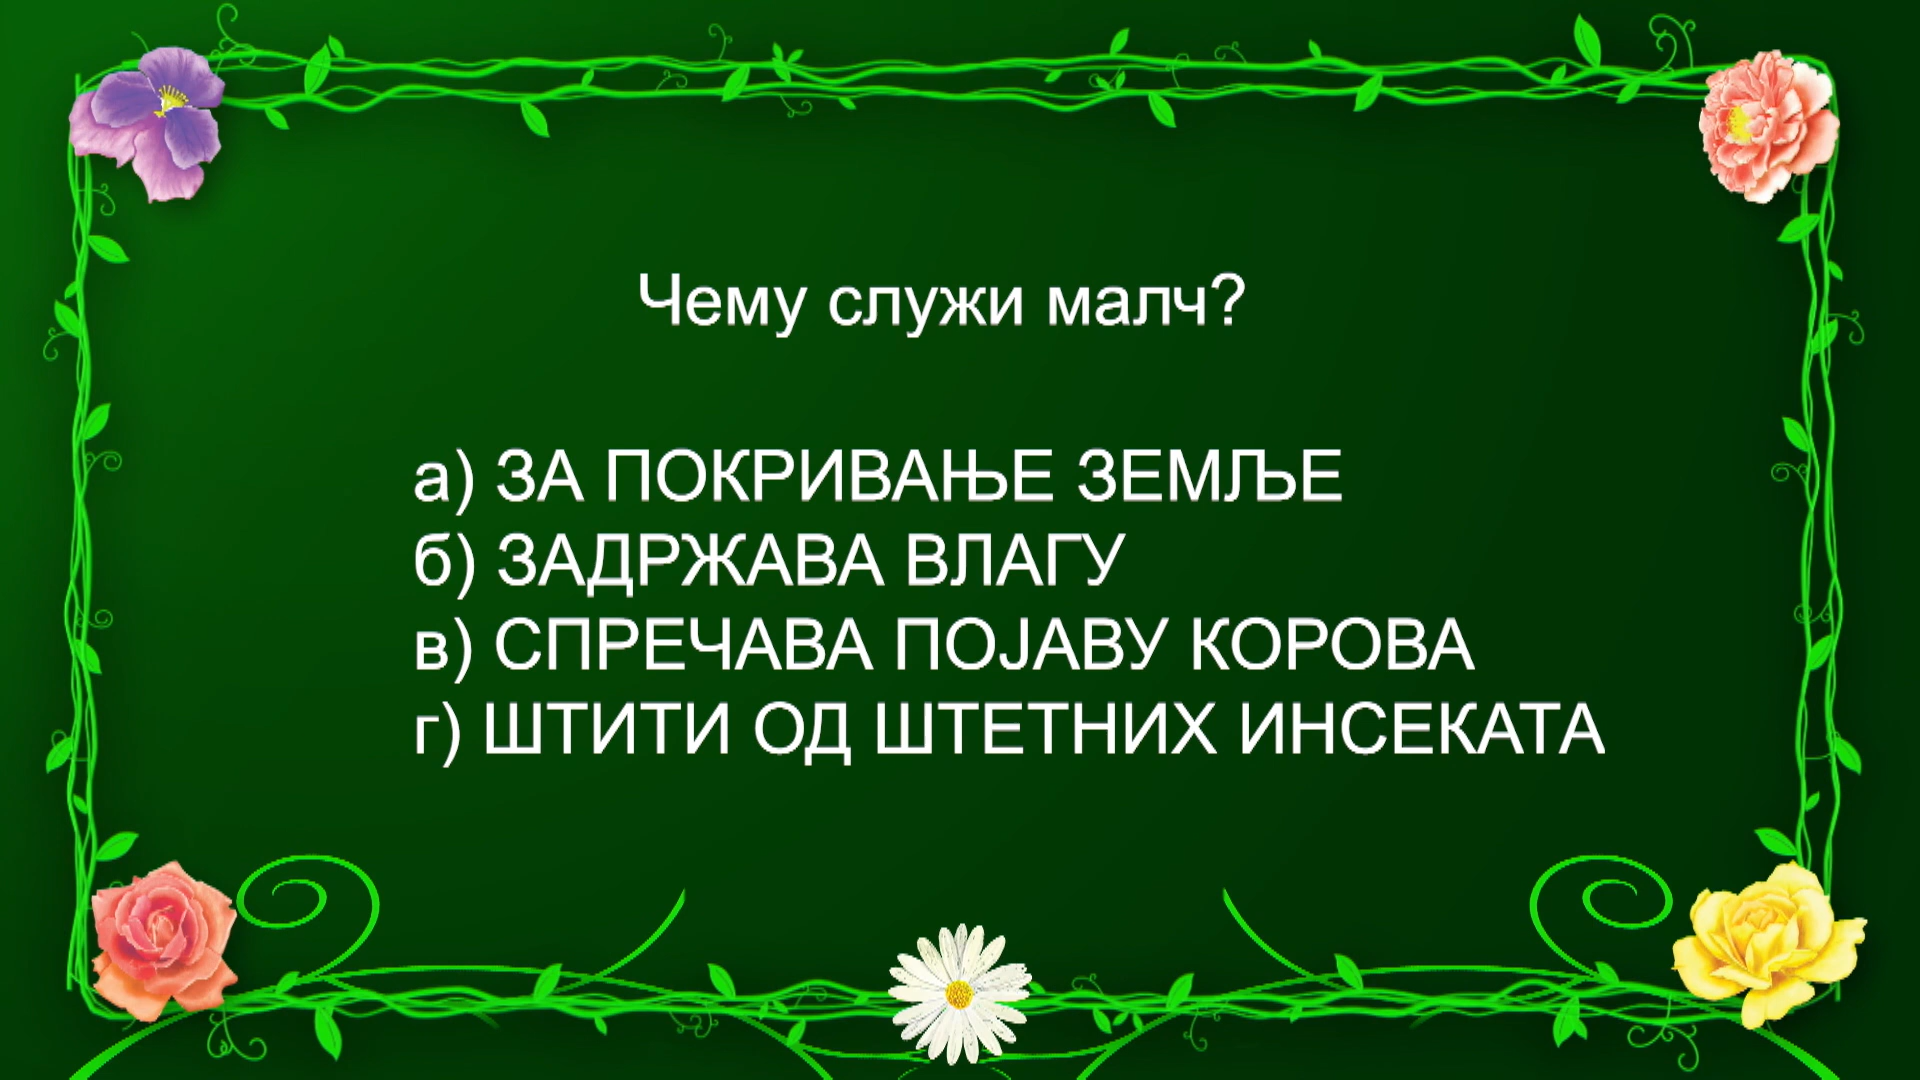 Чему служи малч?
а) ЗА ПОКРИВАЊЕ ЗЕМЉЕ
б) ЗАДРЖАВА ВЛАГУ
в) СПРЕЧАВА ПОЈАВУ КОРОВА
г) ШТИТИ ОД ШТЕТНИХ ИНСЕКАТА